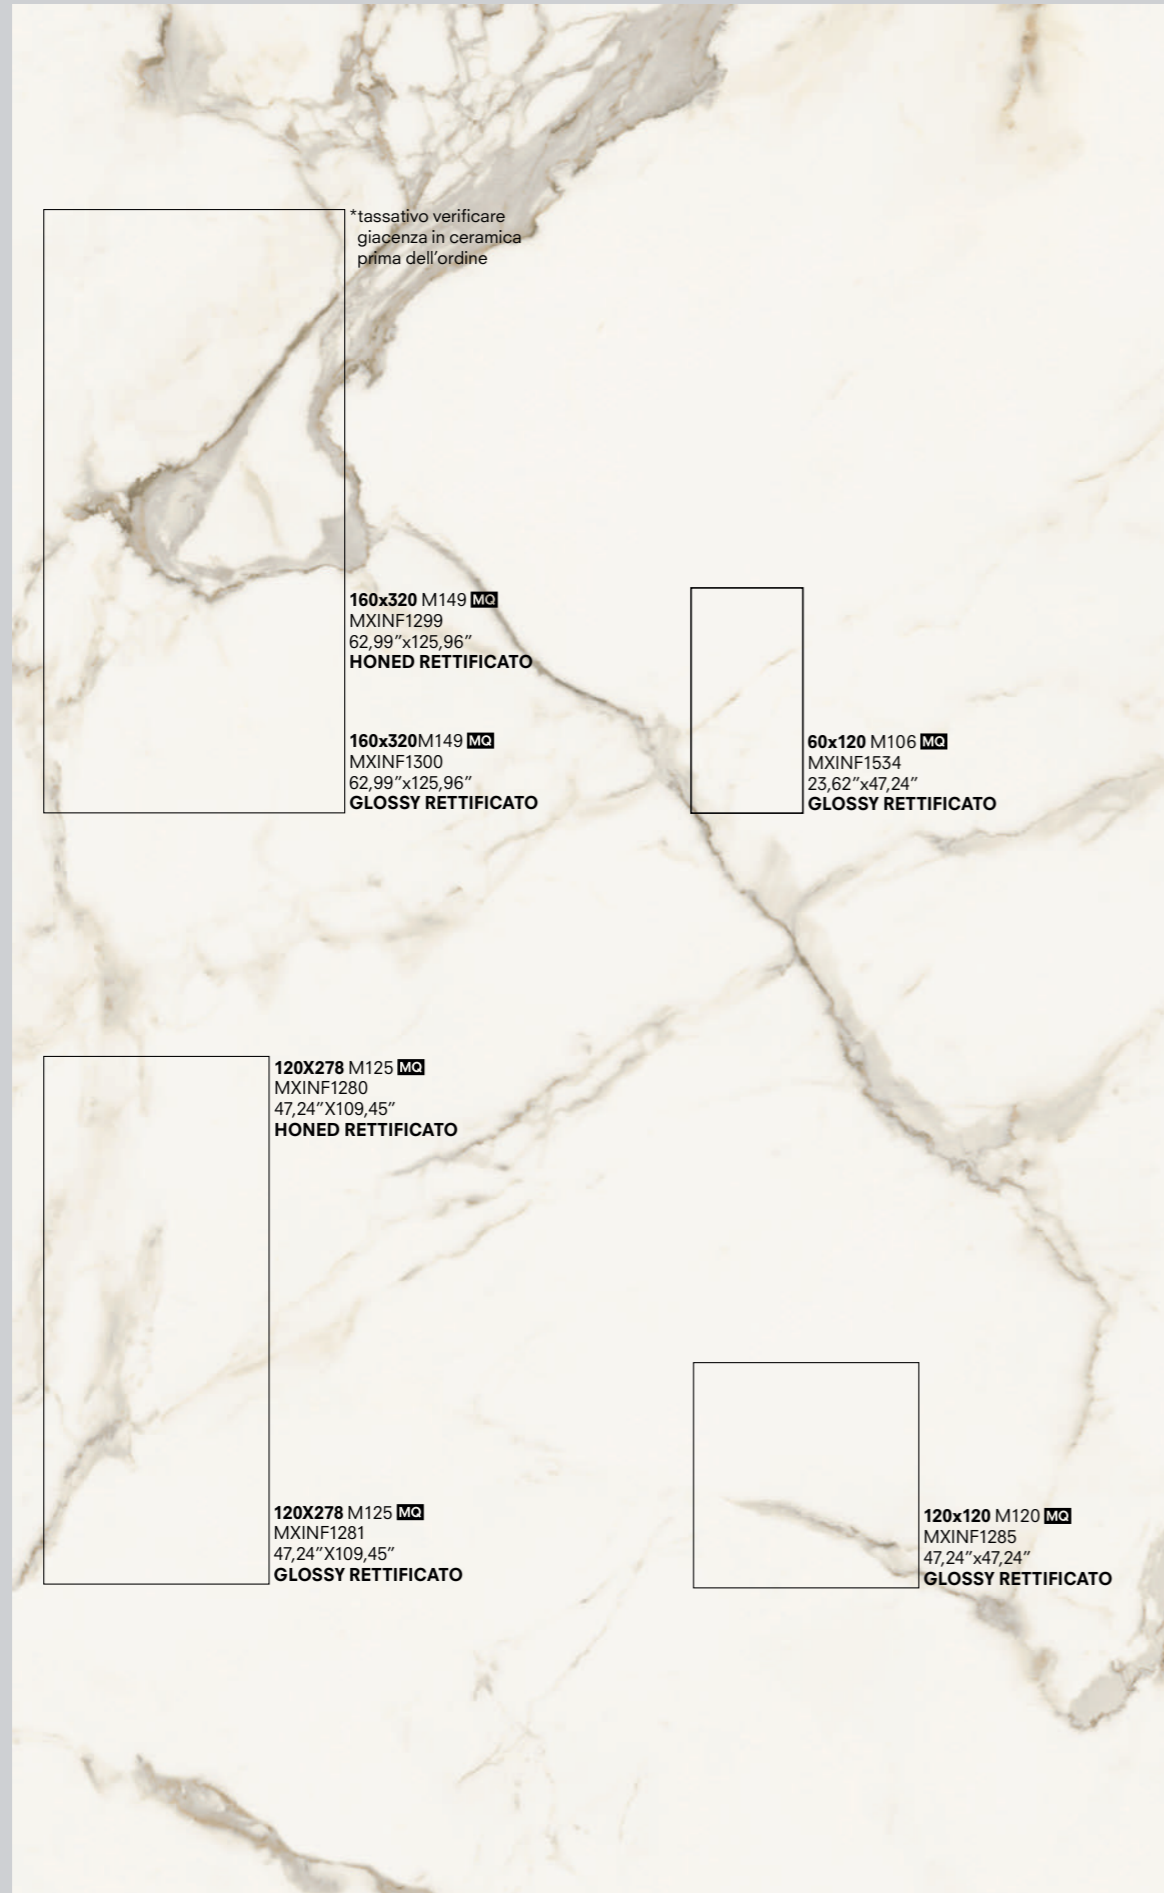 *tassativo verificare
giacenza in ceramica
prima dell'ordine
160x320 M149 MQ
MXINF1299
62,99"x125,96"
HONED RETTIFICATO
160x320M149 MQ
MXINF1300
62,99"x125,96"
GLOSSY RETTIFICATO
60x120 M106 MQ
MXINF1534
23,62"x47,24"
GLOSSY RETTIFICATO
120X278 M125 MQ
MXINF1280
47,24"X109,45"
HONED RETTIFICATO
120X278 M125 MQ
MXINF1281
47,24"X109,45"
GLOSSY RETTIFICATO
120x120 M120 MQ
MXINF1285
47,24"x47,24"
GLOSSY RETTIFICATO